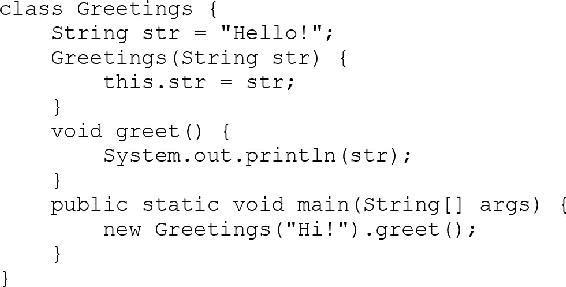 class Greetings {
    String str = "Hello!";
    Greetings(String str) {
        this.str = str;
    }
    void greet() {
        System.out.println(str);
    }
    public static void main(String[] args) {
        new Greetings("Hi!").greet();
    }
}